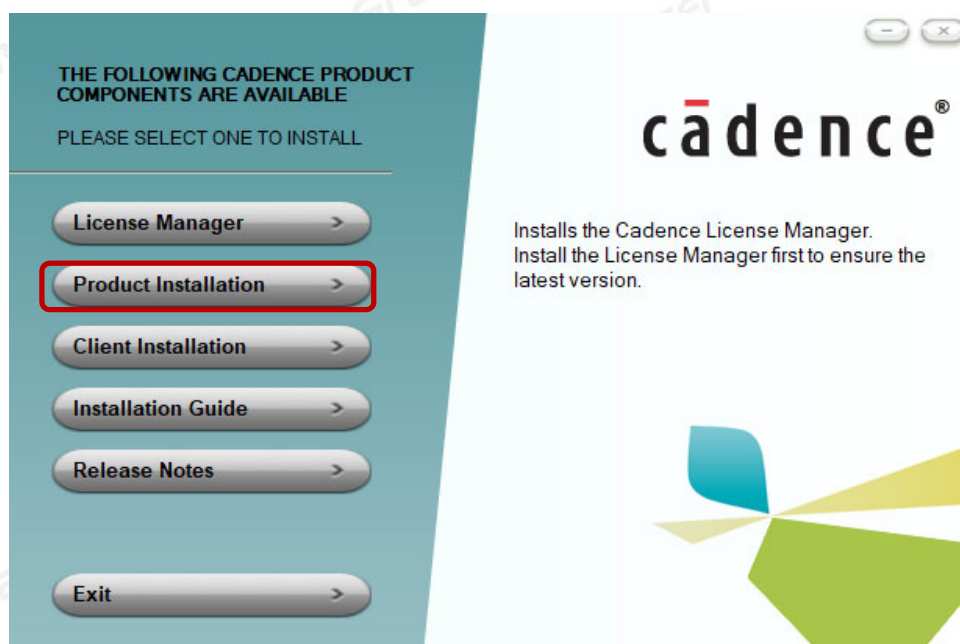 THE FOLLOWING CADENCE PRODUCT
COMPONENTS ARE AVAILABLE
PLEASE SELECT ONE TO INSTALL
License Manager >
Product Installation >
Client Installation >
Installation Guide >
Release Notes >
Exit >
cādence®
Installs the Cadence License Manager.
Install the License Manager first to ensure the
latest version.